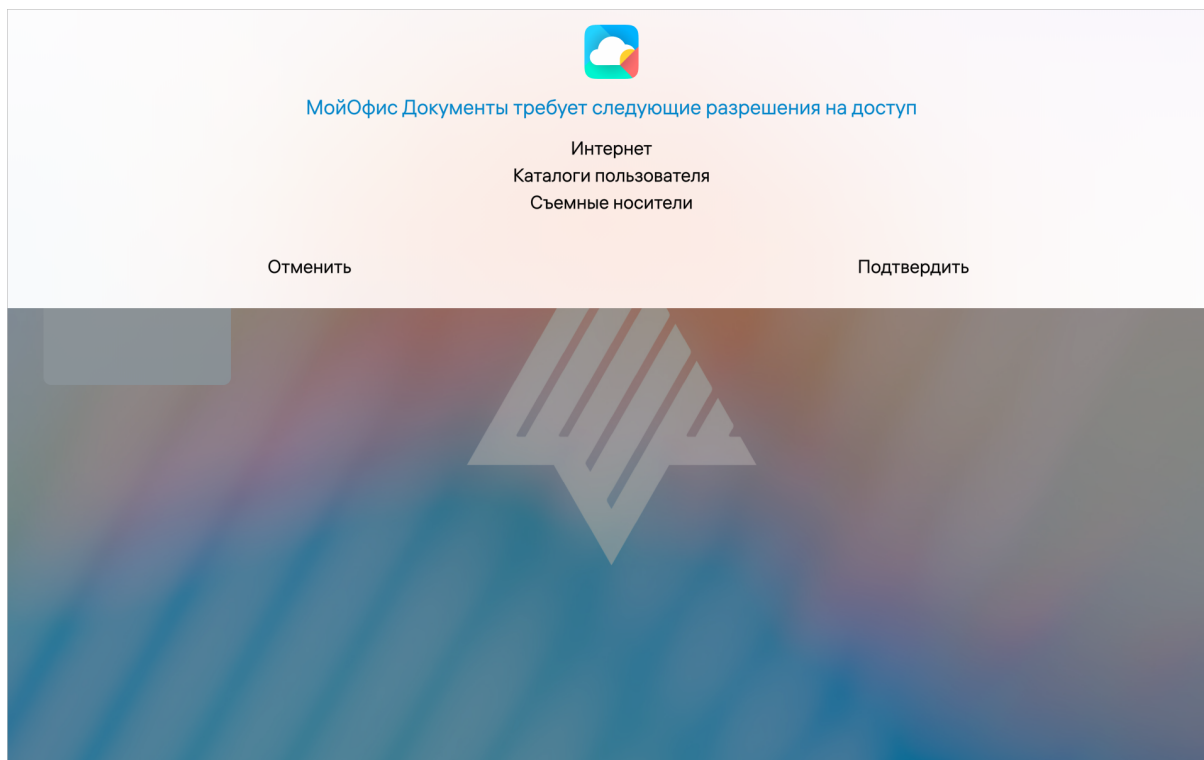 МойОфис Документы требует следующие разрешения на доступ
Интернет
Каталоги пользователя
Съемные носители
Отменить
Подтвердить